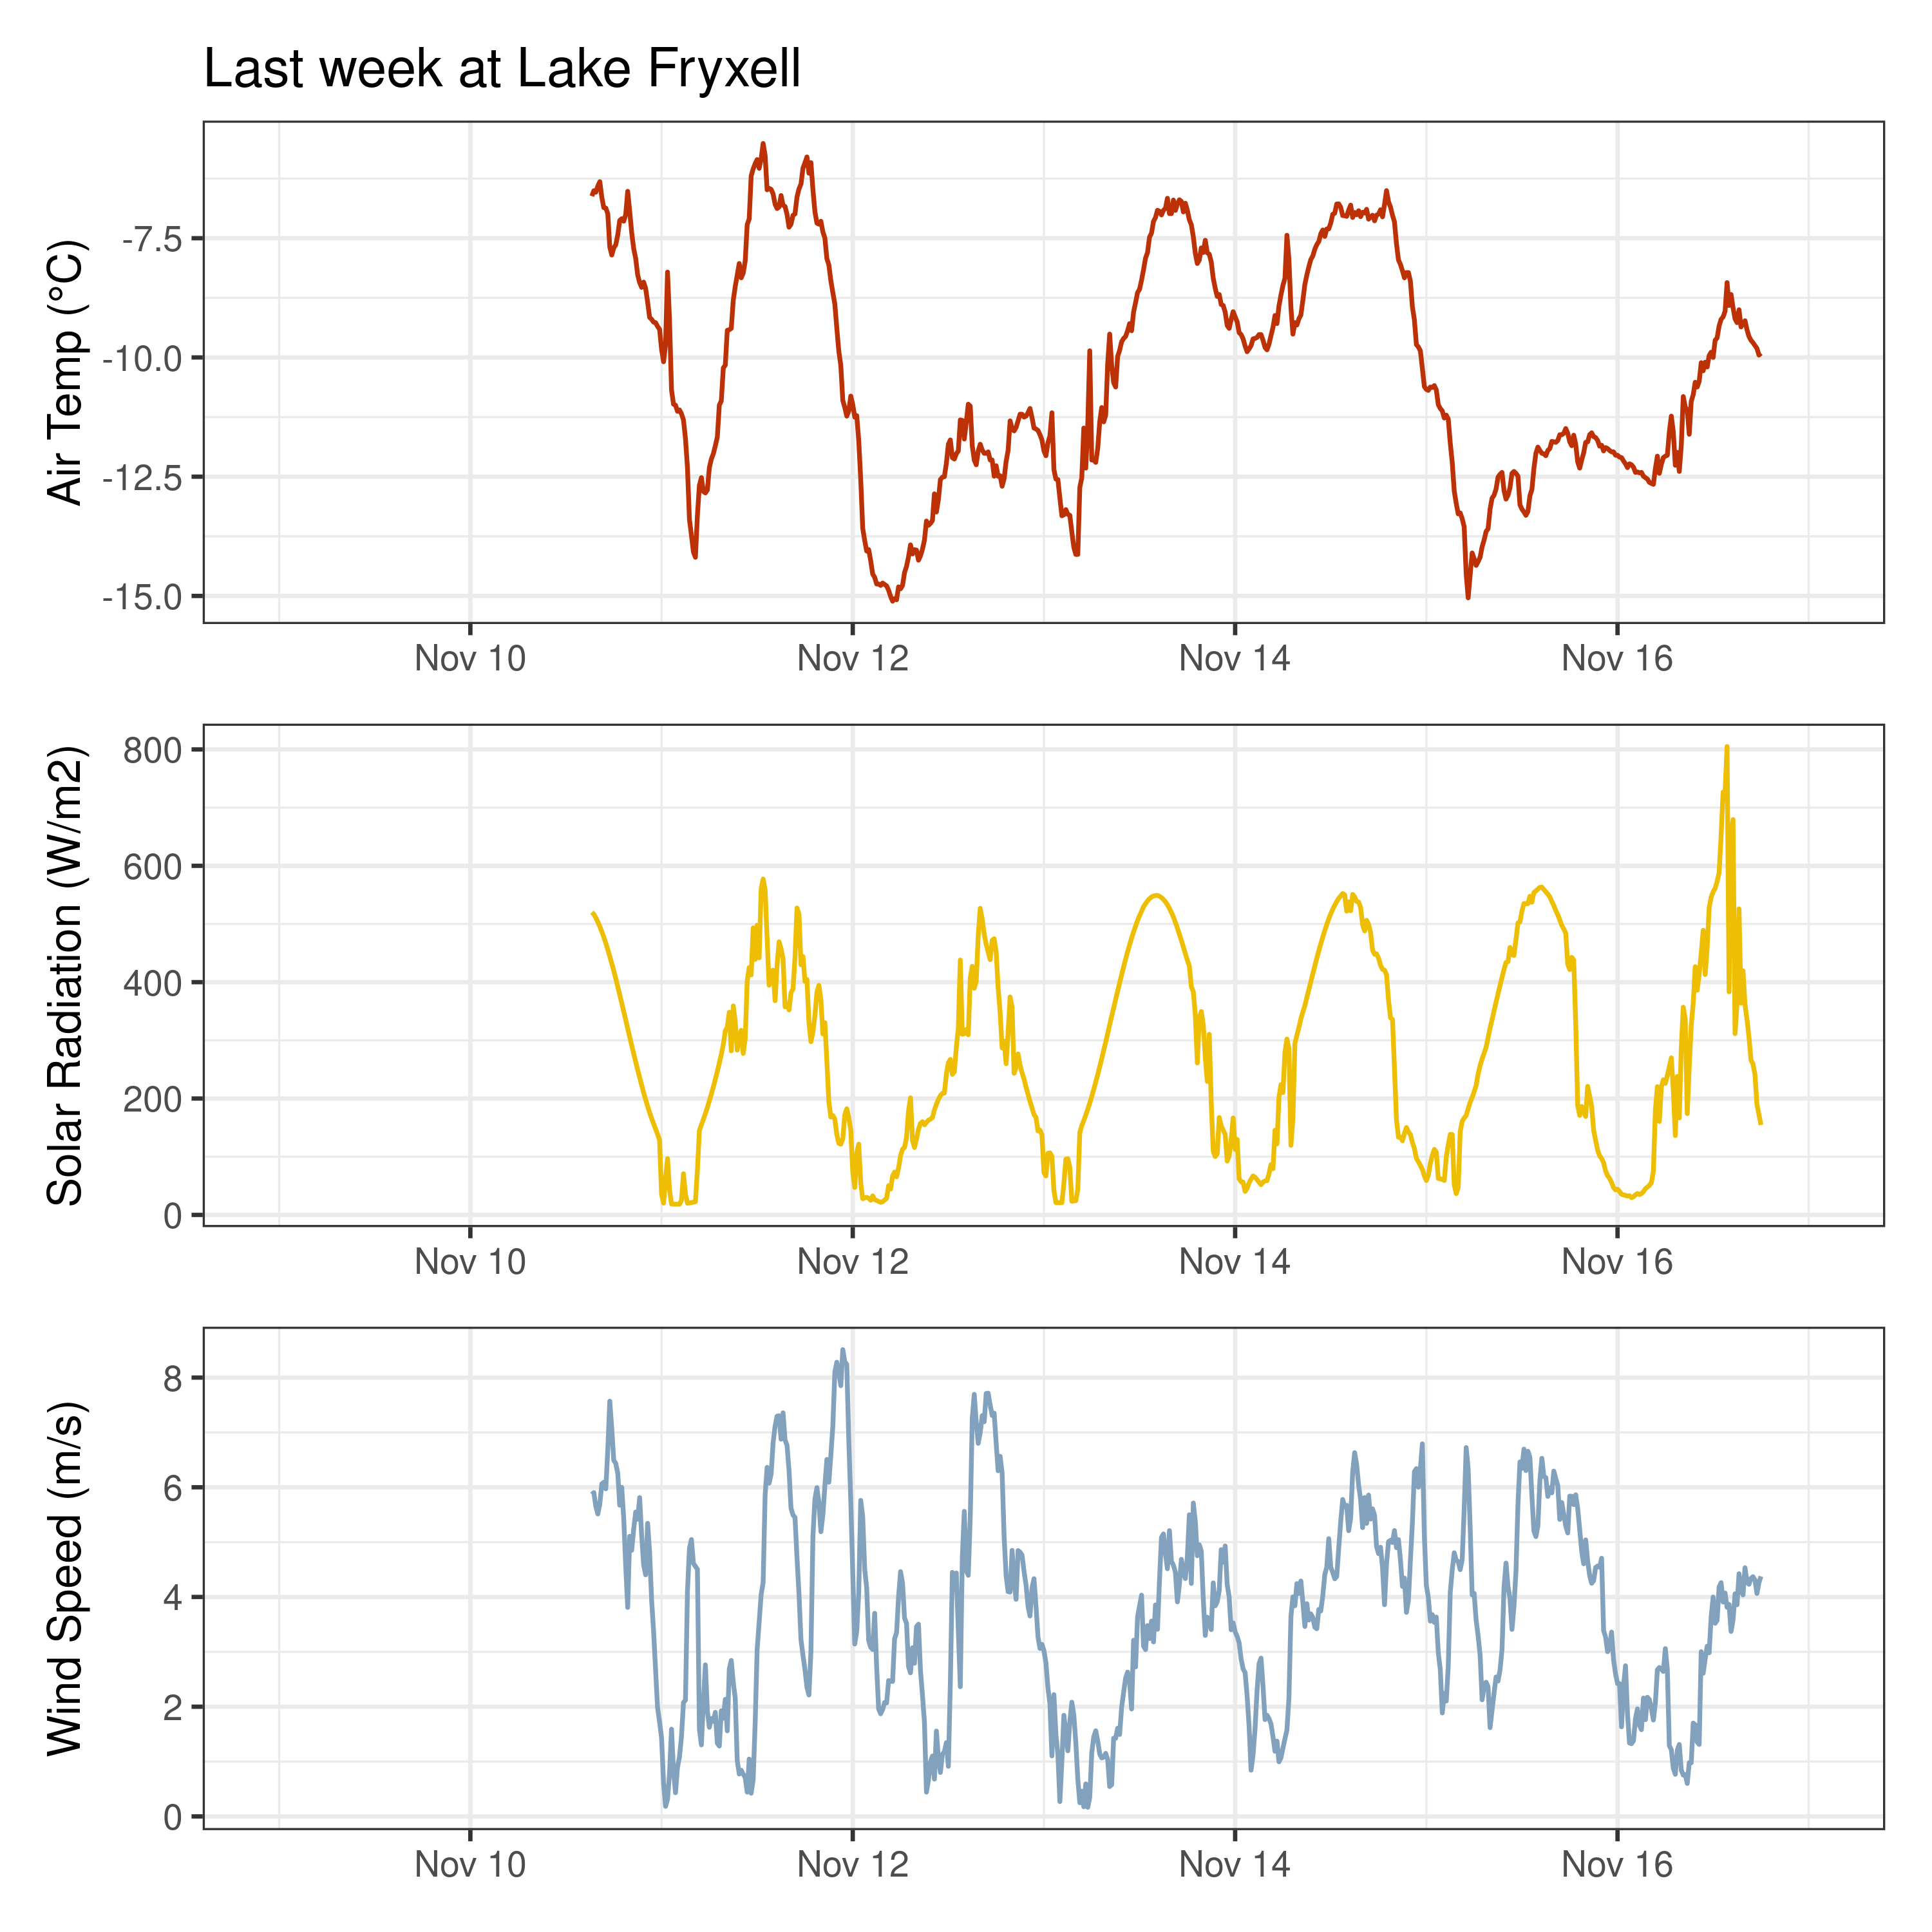 Last week at Lake Fryxell
Air Temp (°C)
-7.5
-10.0
-12.5
-15.0
Nov 10 Nov 12 Nov 14 Nov 16
Solar Radiation (W/m2)
800
600
400
200
0
Nov 10 Nov 12 Nov 14 Nov 16
Wind Speed (m/s)
8
6
4
2
0
Nov 10 Nov 12 Nov 14 Nov 16